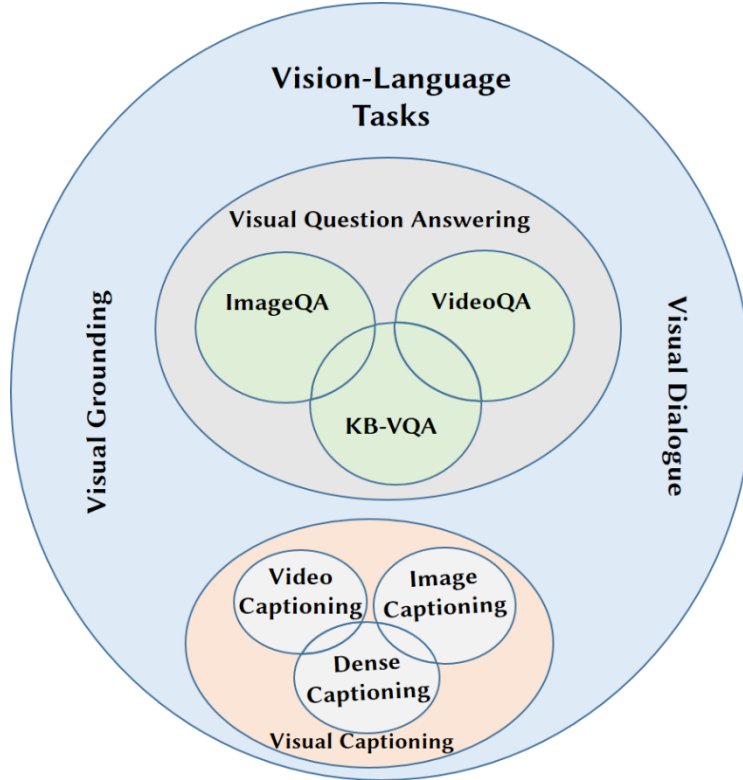 Vision-Language
Tasks
Visual Question Answering
ImageQA
VideoQA
KB-VQA
Visual Grounding
Visual Dialogue
Video
Captioning
Image
Captioning
Dense
Captioning
Visual Captioning